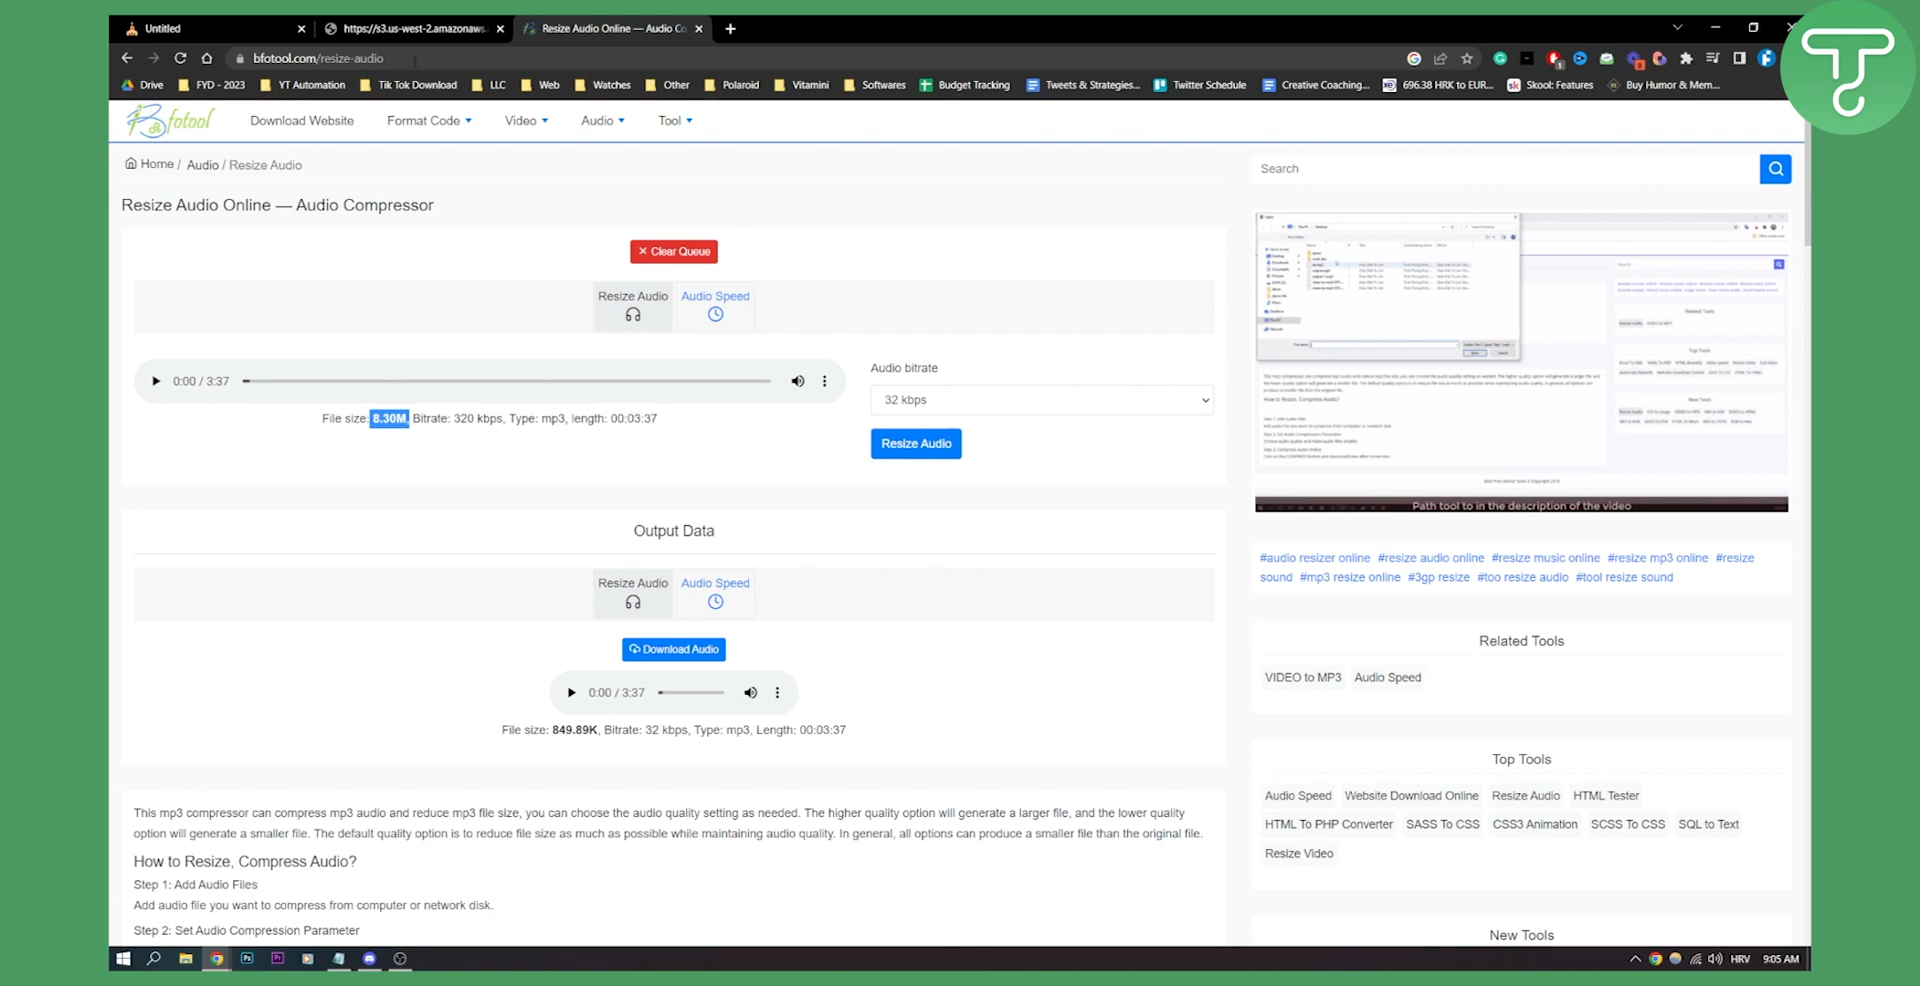 Untitled
https://s3.us-west-2.amazonaws.
Resize Audio Online — Audio Co
bfotool.com/resize-audio
Drive FYD - 2023 YT Automation Tik Tok Download LLC Web Watches Other Polaroid Vitamini Softwares Budget Tracking Tweets & Strategies... Twitter Schedule Creative Coaching... 696.38 HRK to EUR... Skool: Features Buy Humor & Mem...
Bfotool Download Website Format Code Video Audio Tool
Home / Audio / Resize Audio
Search
Resize Audio Online — Audio Compressor
Clear Queue
Resize Audio Audio Speed
0:00 / 3:37
File size: 8.30M, Bitrate: 320 kbps, Type: mp3, length: 00:03:37
Audio bitrate
32 kbps
Resize Audio
Output Data
Resize Audio Audio Speed
Download Audio
0:00 / 3:37
File size: 849.89K, Bitrate: 32 kbps, Type: mp3, Length: 00:03:37
This mp3 compressor can compress mp3 audio and reduce mp3 file size, you can choose the audio quality setting as needed. The higher quality option will generate a larger file, and the lower quality
option will generate a smaller file. The default quality option is to reduce file size as much as possible while maintaining audio quality. In general, all options can produce a smaller file than the original file.
How to Resize, Compress Audio?
Step 1: Add Audio Files
Add audio file you want to compress from computer or network disk.
Step 2: Set Audio Compression Parameter
Path tool to in the description of the video
#audio resizer online #resize audio online #resize music online #resize mp3 online #resize
sound #mp3 resize online #3gp resize #too resize audio #tool resize sound
Related Tools
VIDEO to MP3 Audio Speed
Top Tools
Audio Speed Website Download Online Resize Audio HTML Tester
HTML To PHP Converter SASS To CSS CSS3 Animation SCSS To CSS SQL to Text
Resize Video
New Tools
HRV 9:05 AM